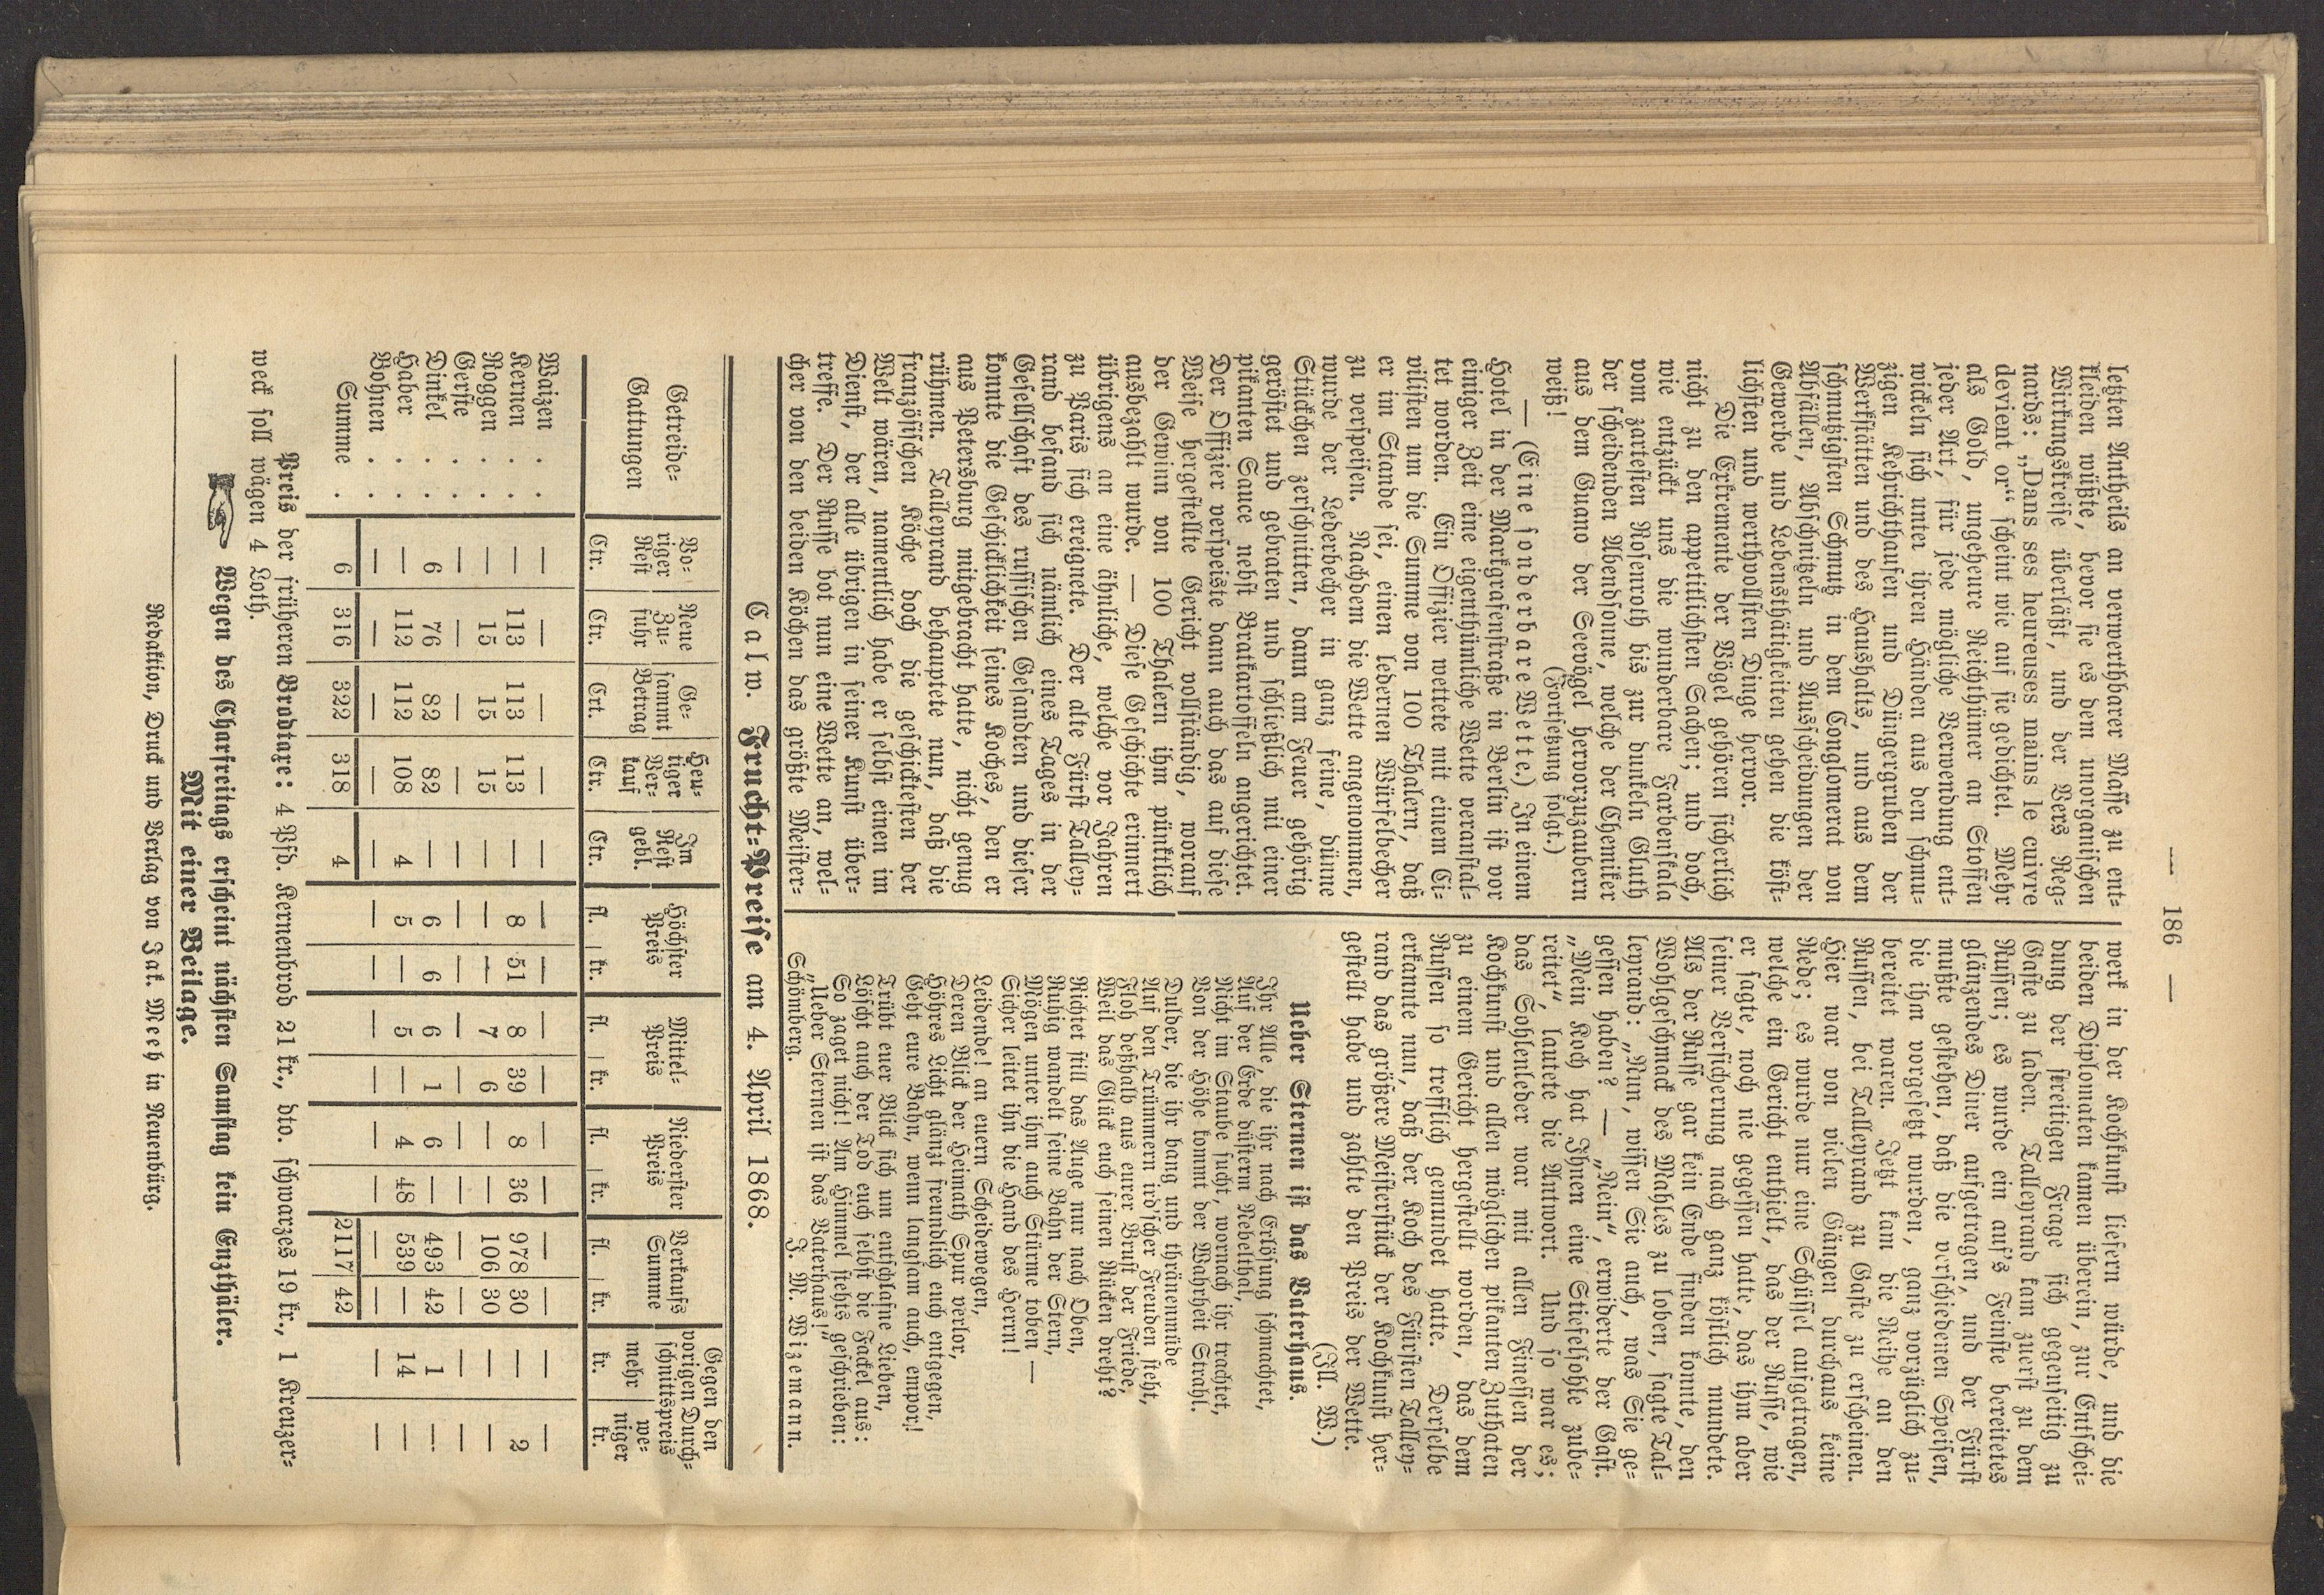 — 186 —
letzten Antheils an verwerthbarer Masse zu ent-
kleiden wüßte, bevor sie es dem unorganischen
Wirkungskreise überläßt, und der Vers Reg-
nards: „Dans ses heureuses mains le cuivre
devient or“ scheint wie auf sie gedichtet. Mehr
als Gold, ungeheure Reichthümer an Stoffen
jeder Art, für jede mögliche Verwendung ent-
wickeln sich unter ihren Händen aus den schmu-
zigen Kehrichthaufen und Düngergruben der
Werkstätten und des Haushalts, und aus dem
schmutzigsten Schmutz in dem Conglomerat von
Abfällen, Abschnitzeln und Ausscheidungen der
Gewerbe und Lebensthätigkeiten gehen die köst-
lichsten und werthvollsten Dinge hervor.
Die Exkremente der Vögel gehören sicherlich
nicht zu den appetitlichsten Sachen; und doch,
wie entzückt uns die wunderbare Farbenskala
vom zartesten Rosenroth bis zur dunkeln Gluth
der scheidenden Abendsonne, welche der Chemiker
aus dem Guano der Seevögel hervorzuzaubern
weiß!
(Fortsetzung folgt.)
— (Eine sonderbare Wette.) In einem
Hotel in der Markgrafenstraße in Berlin ist vor
einiger Zeit eine eigenthümliche Wette veranstal-
tet worden. Ein Offizier wettete mit einem Ci-
vilisten um die Summe von 100 Thalern, daß
er im Stande sei, einen ledernen Würfelbecher
zu verspeisen. Nachdem die Wette angenommen,
wurde der Lederbecher in ganz feine, dünne
Stückchen zerschnitten, dann am Feuer gehörig
geröstet und gebraten und schließlich mit einer
pikanten Sauce nebst Bratkartoffeln angerichtet.
Der Offizier verspeiste dann auch das auf diese
Weise hergestellte Gericht vollständig, worauf
der Gewinn von 100 Thalern ihm pünktlich
ausbezahlt wurde. — Diese Geschichte erinnert
übrigens an eine ähnliche, welche vor Jahren
zu Paris sich ereignete. Der alte Fürst Talley-
rand befand sich nämlich eines Tages in der
Gesellschaft des russischen Gesandten und dieser
konnte die Geschicklichkeit seines Koches, den er
aus Petersburg mitgebracht hatte, nicht genug
rühmen. Talleyrand behauptete nun, daß die
französischen Köche doch die geschicktesten der
Welt wären, namentlich habe er selbst einen im
Dienst, der alle übrigen in seiner Kunst über-
treffe. Der Russe bot nun eine Wette an, wel-
cher von den beiden Köchen das größte Meister-
werk in der Kochkunst liefern würde, und die
beiden Diplomaten kamen überein, zur Entschei-
dung der streitigen Frage sich gegenseitig zu
Gaste zu laden. Talleyrand kam zuerst zu dem
Russen; es wurde ein auf's Feinste bereitetes
glänzendes Diner aufgetragen, und der Fürst
mußte gestehen, daß die verschiedenen Speisen,
die ihm vorgesetzt wurden, ganz vorzüglich zu-
bereitet waren. Jetzt kam die Reihe an den
Russen, bei Talleyrand zu Gaste zu erscheinen.
Hier war von vielen Gängen durchaus keine
Rede; es wurde nur eine Schüssel aufgetragen,
welche ein Gericht enthielt, das der Russe, wie
er sagte, noch nie gegessen hatte, das ihm aber
seiner Versicherung nach ganz köstlich mundete.
Als der Russe gar kein Ende finden konnte, den
Wohlgeschmack des Mahles zu loben, sagte Tal-
leyrand: „Nun, wissen Sie auch, was Sie ge-
gessen haben? — „Nein“, erwiderte der Gast.
„Mein Koch hat Ihnen eine Stiefelsohle zube-
reitet“, lautete die Antwort. Und so war es;
das Sohlenleder war mit allen Finessen der
Kochkunst und allen möglichen pikanten Zuthaten
zu einem Gericht hergestellt worden, das dem
Russen so trefflich gemundet hatte. Derselbe
erkannte nun, daß der Koch des Fürsten Talley-
rand das größere Meisterstück der Kochkunst her-
gestellt habe und zahlte den Preis der Wette.
(Ill. W.)
Ueber Sternen ist das Vaterhaus.
Ihr Alle, die ihr nach Erlösung schmachtet,
Auf der Erde düsterm Nebelthal,
Nicht im Staube sucht, wornach ihr trachtet,
Von der Höhe kommt der Wahrheit Strahl.
Dulder, die ihr bang und thränenmüde
Auf den Trümmern ird'scher Freuden steht,
Floh deßhalb aus eurer Brust der Friede,
Weil das Glück euch seinen Rücken dreht?
Richtet still das Auge nur nach Oben,
Ruhig wandelt seine Bahn der Stern,
Mögen unter ihm auch Stürme toben —
Sicher leitet ihn die Hand des Herrn!
Leidende! an euern Scheidewegen,
Deren Blick der Heimath Spur verlor,
Höhres Licht glänzt freundlich euch entgegen,
Geht eure Bahn, wenn langsam auch, empor!
Trübt euer Blick sich um entschlafne Lieben,
Löscht auch der Tod euch selbst die Fackel aus:
So zaget nicht! Am Himmel stehts geschrieben:
„Ueber Sternen ist das Vaterhaus!“
Schömberg. J. M. Wizemann.
Calw. Frucht-Preise am 4. April 1868.
Getreide-Gattungen | Vo-riger Rest Ctr. | Neue Zu-fuhr Ctr. | Ge-sammt Betrag Crt. | Heu-tiger Ver-kauf Ctr. | Im Rest gebl. Ctr. | Höchster Preis fl. kr. | Mittel-Preis fl. kr. | Niederster Preis fl. kr. | Verkaufs Summe fl. kr. | Gegen den vorigen Durch-schnittspreis mehr kr. | we-niger kr.
Waizen . . — — — — — — — — — — — — — — —
Kernen . . — 113 113 113 — 8 51 8 39 8 36 978 30 — 2
Roggen . . — 15 15 15 — — — 7 6 — — 106 30 — —
Gerste . . — — — — — — — — — — — — — — —
Dinkel . . 6 76 82 82 — 6 6 6 1 6 — 493 42 1 —
Haber . . — 112 112 108 4 5 — 5 — 4 48 539 — 14 —
Bohnen . . — — — — — — — — — — — — — — —
Summe . 6 316 322 318 4 2117 42
Preis der früheren Brodtaxe: 4 Pfd. Kernenbrod 21 kr., dto. schwarzes 19 kr., 1 Kreuzer-
weck soll wägen 4 Loth.
☞ Wegen des Charfreitags erscheint nächsten Samstag kein Enzthäler.
Mit einer Beilage.
Redaktion, Druck und Verlag von Jak. Meeh in Neuenbürg.